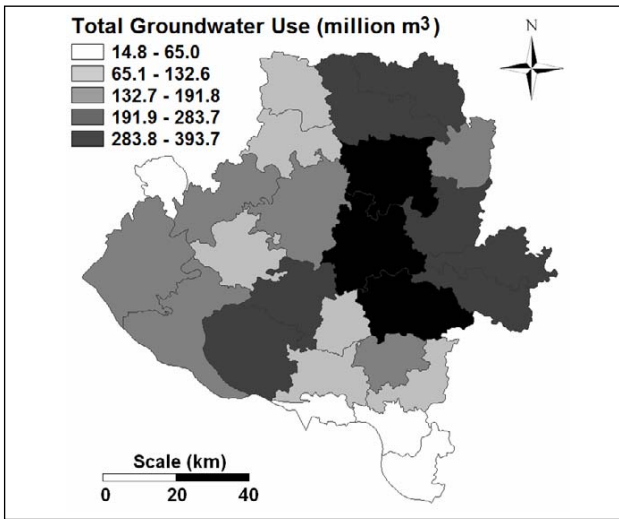 Total Groundwater Use (million m³)
14.8 - 65.0
65.1 - 132.6
132.7 - 191.8
191.9 - 283.7
283.8 - 393.7
Scale (km)
0 20 40